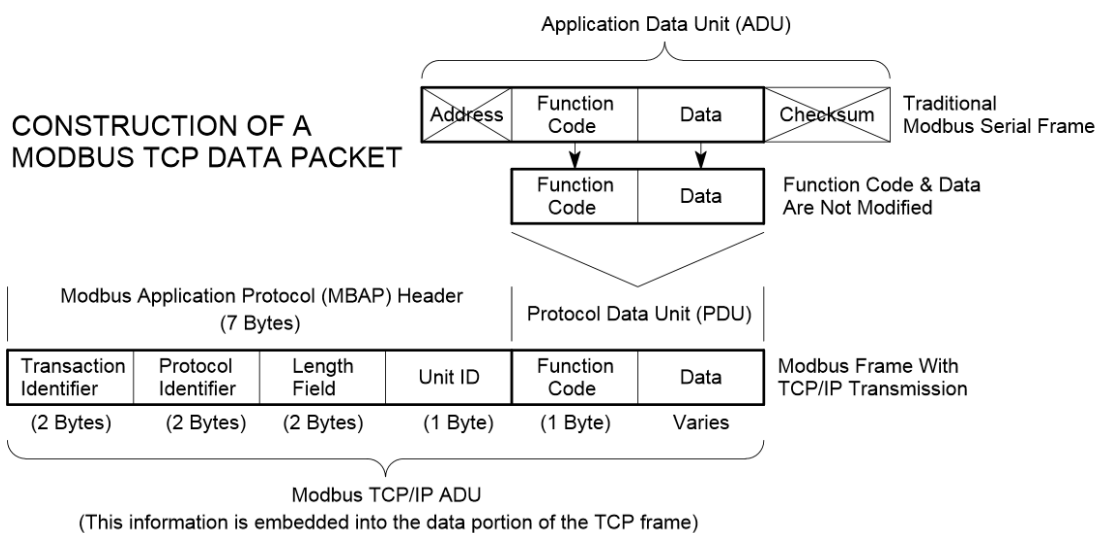 Application Data Unit (ADU)
CONSTRUCTION OF A
MODBUS TCP DATA PACKET
Address
Function
Code
Data
Checksum
Traditional
Modbus Serial Frame
Function
Code
Data
Function Code & Data
Are Not Modified
Modbus Application Protocol (MBAP) Header
(7 Bytes)
Protocol Data Unit (PDU)
Transaction
Identifier
Protocol
Identifier
Length
Field
Unit ID
Function
Code
Data
Modbus Frame With
TCP/IP Transmission
(2 Bytes)
(2 Bytes)
(2 Bytes)
(1 Byte)
(1 Byte)
Varies
Modbus TCP/IP ADU
(This information is embedded into the data portion of the TCP frame)